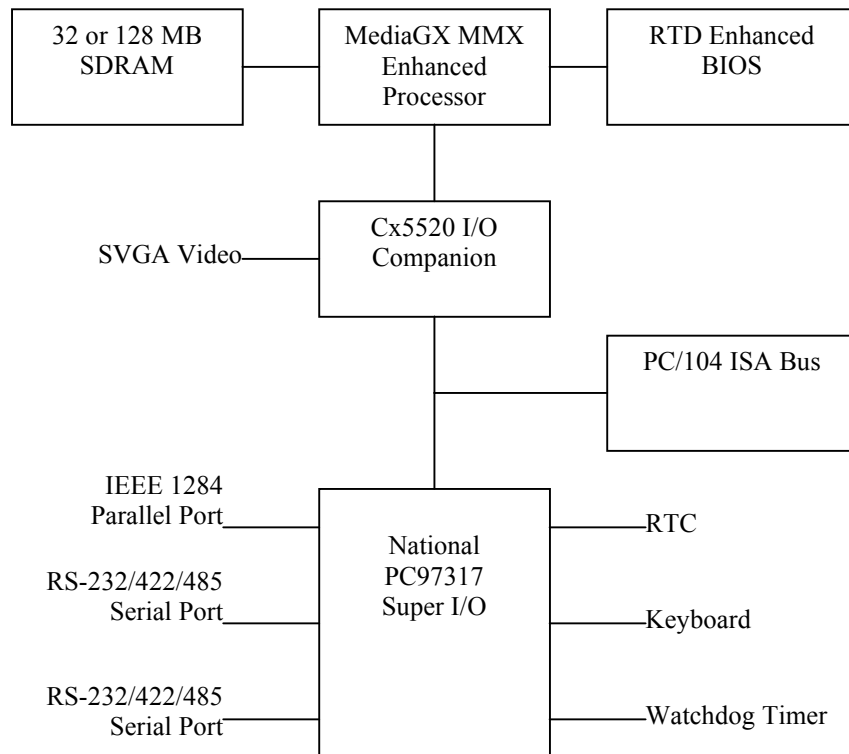 32 or 128 MB
SDRAM
MediaGX MMX
Enhanced
Processor
RTD Enhanced
BIOS
SVGA Video
Cx5520 I/O
Companion
PC/104 ISA Bus
IEEE 1284
Parallel Port
RS-232/422/485
Serial Port
RS-232/422/485
Serial Port
National
PC97317
Super I/O
RTC
Keyboard
Watchdog Timer